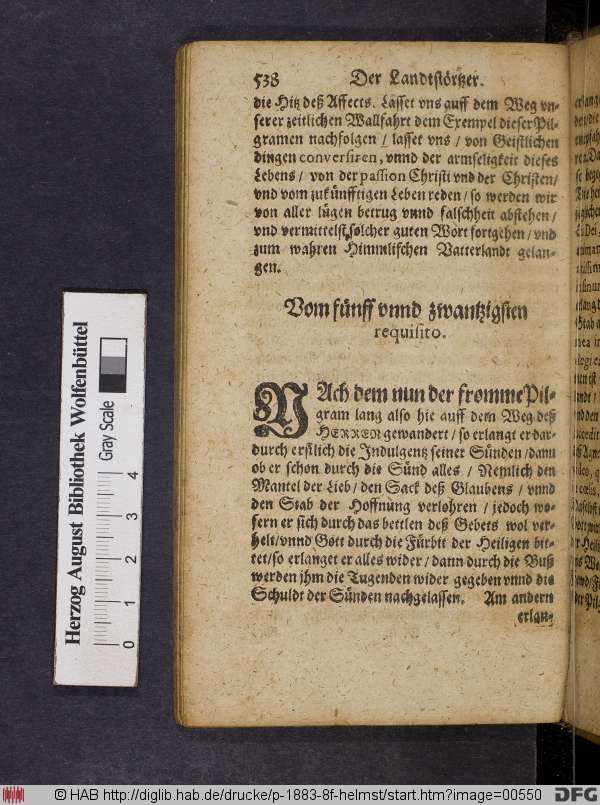 538 Der Landtstörtzer.
die Hitz deß Affects. Lasset vns auff dem Weg vn-
serer zeitlichen Wallfahrt dem Exempel dieser Pil-
gramen nachfolgen / lasset vns / von Geistlichen
dingen conversiren, vnnd der armseligkeit dieses
Lebens / von der passion Christi vnd der Christen/
vnd vom zukünfftigen Leben reden / so werden wir
von aller lügen betrug vnnd falschheit abstehen /
vnd vermittelst solcher guten Wort fortgehen / vnd
zum wahren Himmlischen Vatterlandt gelan-
gen.
Vom fünff vnnd zwantzigsten
requisito.
NAch dem nun der fromme Pil-
gram lang also hie auff dem Weg deß
HERREN gewandert / so erlangt er dar-
durch erstlich die Indulgentz seiner Sünden / dann
ob er schon durch die Sünd alles / Nemlich den
Mantel der Lieb / den Sack deß Glaubens / vnnd
den Stab der Hoffnung verlohren / jedoch wo-
fern er sich durch das bettlen deß Gebets wol ver-
helt / vnnd Gott durch die Fürbit der Heiligen bit-
tet / so erlanget er alles wider / dann durch die Buß
werden jhm die Tugenden wider gegeben vnnd die
Schuldt der Sünden nachgelassen. Am andern
erlan-
Herzog August Bibliothek Wolfenbüttel
Gray Scale
0 1 2 3 4
© HAB http://diglib.hab.de/drucke/p-1883-8f-helmst/start.htm?image=00550
DFG